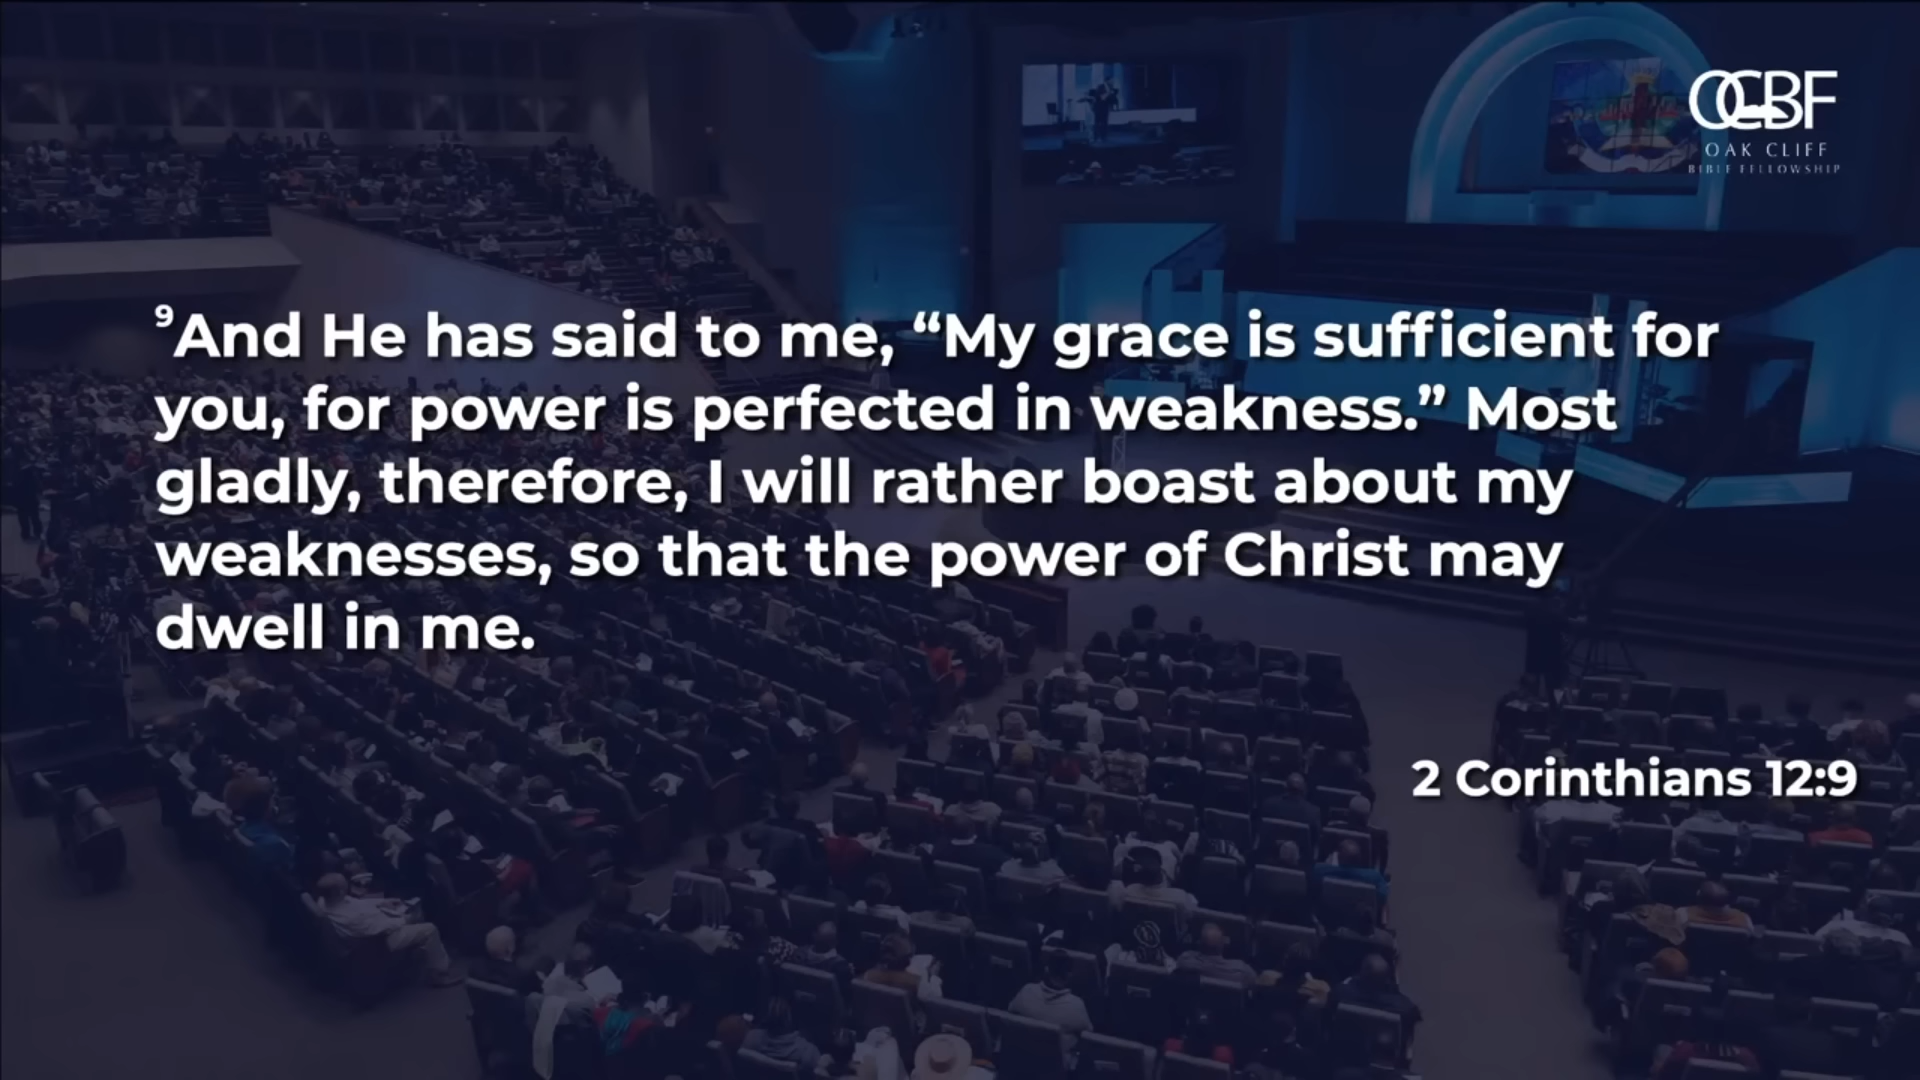 OCBF
OAK CLIFF
BIBLE FELLOWSHIP
⁹And He has said to me, “My grace is sufficient for
you, for power is perfected in weakness.” Most
gladly, therefore, I will rather boast about my
weaknesses, so that the power of Christ may
dwell in me.
2 Corinthians 12:9